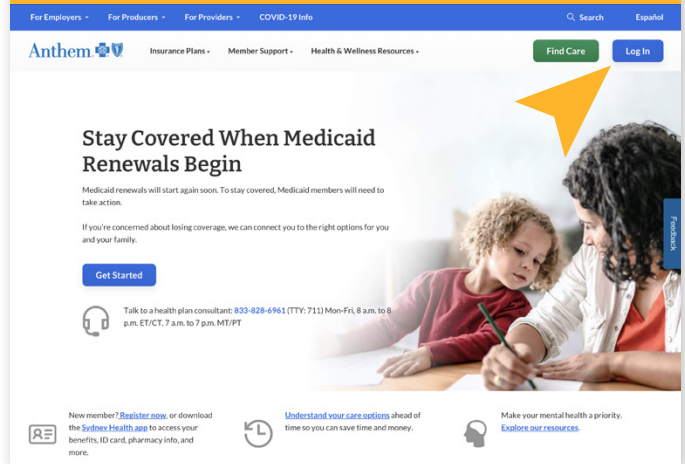 For Employers For Producers For Providers COVID-19 Info Search Español
Anthem Insurance Plans Member Support Health & Wellness Resources Find Care Log In
Stay Covered When Medicaid
Renewals Begin
Medicaid renewals will start again soon. To stay covered, Medicaid members will need to
take action.
If you're concerned about losing coverage, we can connect you to the right options for you
and your family.
Feedback
Get Started
Talk to a health plan consultant: 833-828-6961 (TTY: 711) Mon-Fri, 8 a.m. to 8
p.m. ET/CT, 7 a.m. to 7 p.m. MT/PT
New member? Register now, or download
the Sydney Health app to access your
benefits, ID card, pharmacy info, and
more.
Understand your care options ahead of
time so you can save time and money.
Make your mental health a priority.
Explore our resources.